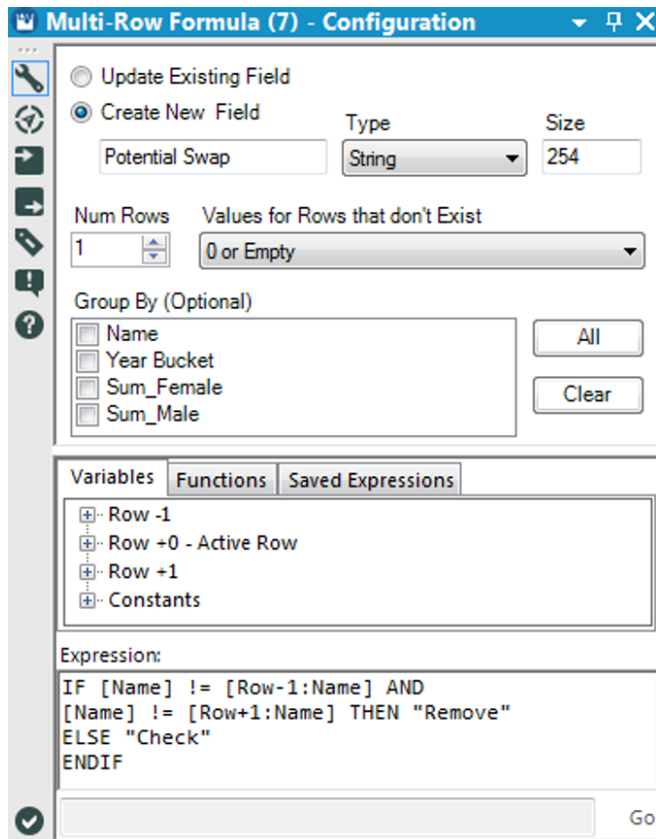 Multi-Row Formula (7) - Configuration
Update Existing Field
Create New Field
Type
Size
Potential Swap
String
254
Num Rows
Values for Rows that don't Exist
1
0 or Empty
Group By (Optional)
Name
Year Bucket
Sum_Female
Sum_Male
All
Clear
Variables
Functions
Saved Expressions
Row -1
Row +0 - Active Row
Row +1
Constants
Expression:
IF [Name] != [Row-1:Name] AND
[Name] != [Row+1:Name] THEN "Remove"
ELSE "Check"
ENDIF
Go